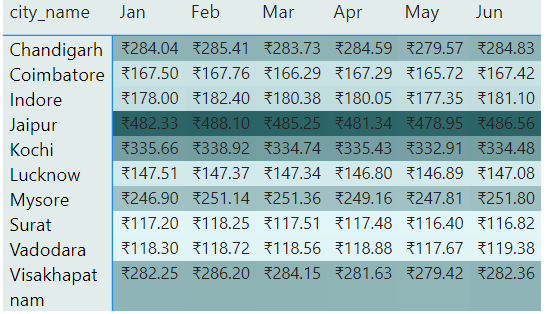 city_name Jan Feb Mar Apr May Jun
Chandigarh ₹284.04 ₹285.41 ₹283.73 ₹284.59 ₹279.57 ₹284.83
Coimbatore ₹167.50 ₹167.76 ₹166.29 ₹167.29 ₹165.72 ₹167.42
Indore ₹178.00 ₹182.40 ₹180.38 ₹180.05 ₹177.35 ₹181.10
Jaipur ₹482.33 ₹488.10 ₹485.25 ₹481.34 ₹478.95 ₹486.56
Kochi ₹335.66 ₹338.92 ₹334.74 ₹335.43 ₹332.91 ₹334.48
Lucknow ₹147.51 ₹147.37 ₹147.34 ₹146.80 ₹146.89 ₹147.08
Mysore ₹246.90 ₹251.14 ₹251.36 ₹249.16 ₹247.81 ₹251.80
Surat ₹117.20 ₹118.25 ₹117.51 ₹117.48 ₹116.40 ₹116.82
Vadodara ₹118.30 ₹118.72 ₹118.56 ₹118.88 ₹117.67 ₹119.38
Visakhapat ₹282.25 ₹286.20 ₹284.15 ₹281.63 ₹279.42 ₹282.36
nam